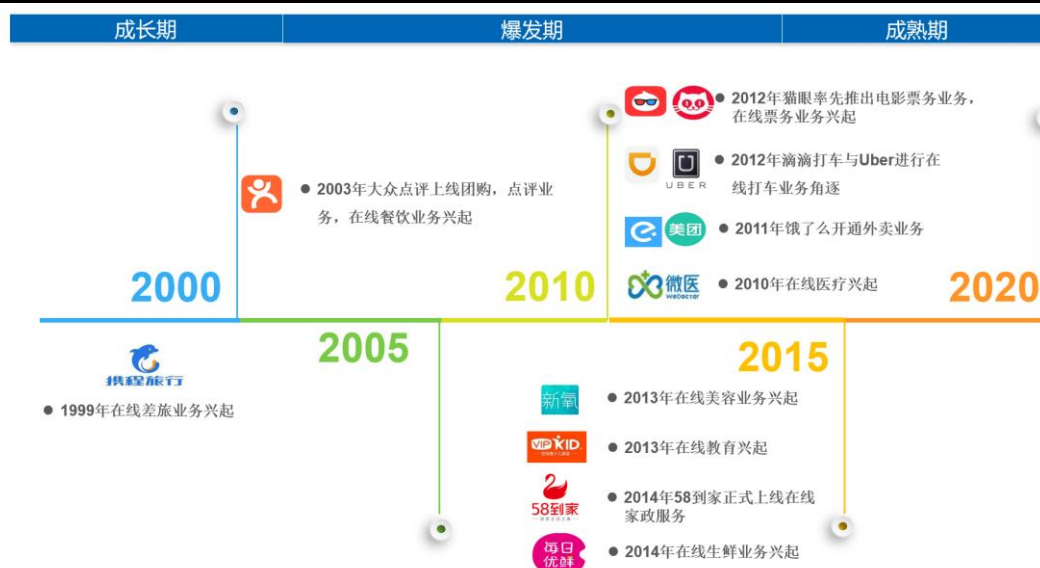 成长期
爆发期
成熟期
● 2012年猫眼率先推出电影票务业务，
在线票务业务兴起
● 2012年滴滴打车与Uber进行在
线打车业务角逐
UBER
● 2003年大众点评上线团购，点评业
务，在线餐饮业务兴起
美团
● 2011年饿了么开通外卖业务
微医
WeDoctor
● 2010年在线医疗兴起
2000
2010
2020
2005
2015
携程旅行
● 1999年在线差旅业务兴起
新氧
● 2013年在线美容业务兴起
VIPKID
● 2013年在线教育兴起
58到家
● 2014年58到家正式上线在线
家政服务
每日
优鲜
● 2014年在线生鲜业务兴起